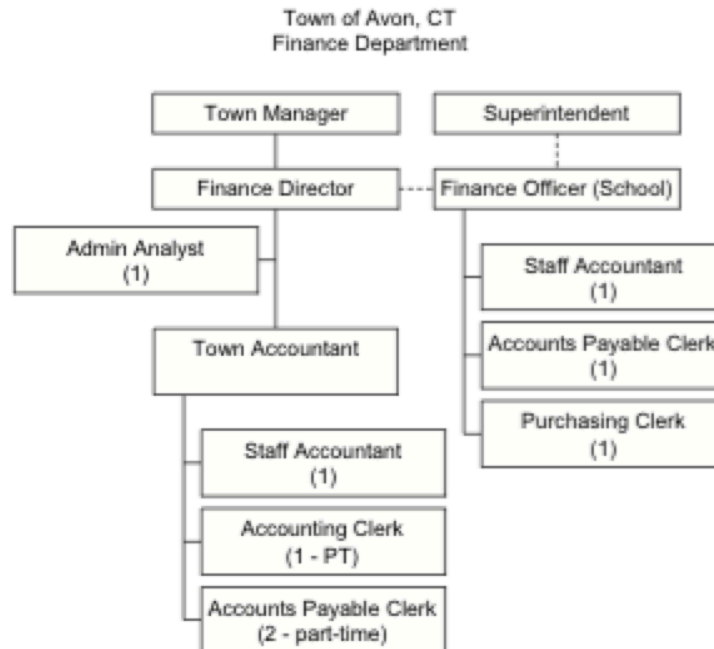 Town of Avon, CT
Finance Department
Town Manager
Superintendent
Finance Director
Finance Officer (School)
Admin Analyst
(1)
Staff Accountant
(1)
Town Accountant
Accounts Payable Clerk
(1)
Purchasing Clerk
(1)
Staff Accountant
(1)
Accounting Clerk
(1 - PT)
Accounts Payable Clerk
(2 - part-time)